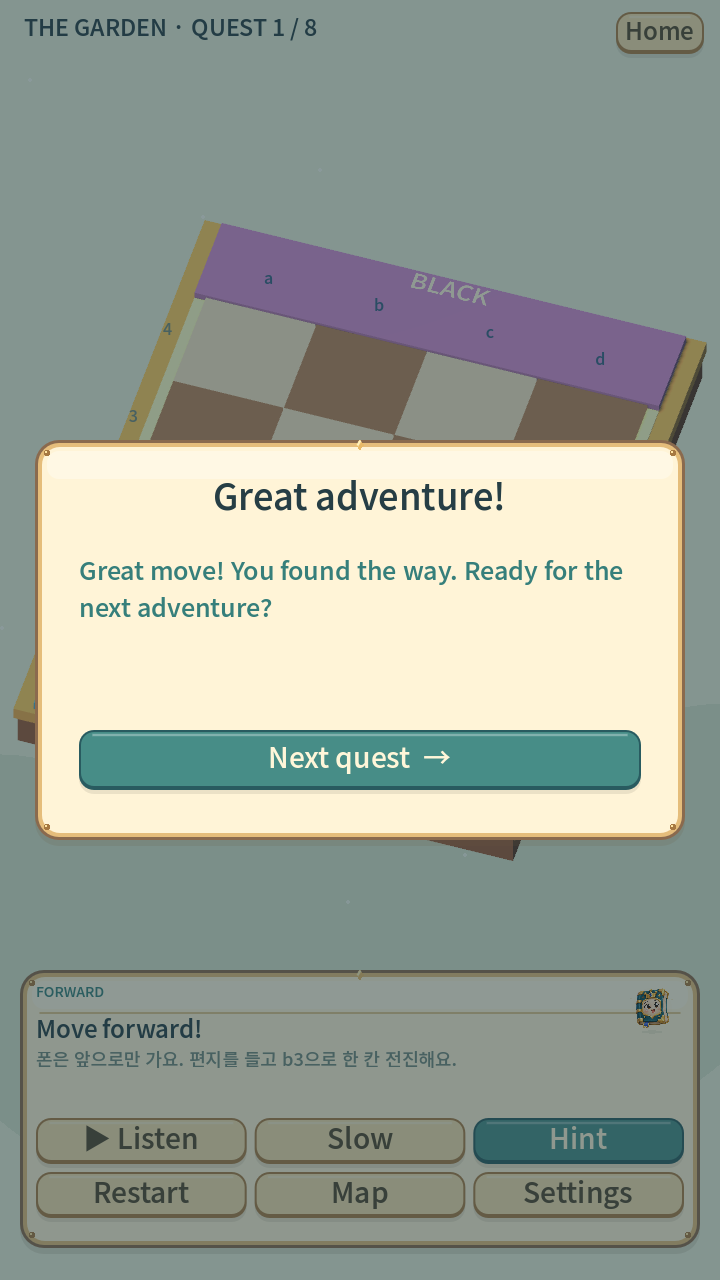 THE GARDEN · QUEST 1 / 8
Home
BLACK
a
b
c
d
4
3
Great adventure!
Great move! You found the way. Ready for the
next adventure?
Next quest →
FORWARD
Move forward!
폰은 앞으로만 가요. 편지를 들고 b3으로 한 칸 전진해요.
▶ Listen
Slow
Hint
Restart
Map
Settings